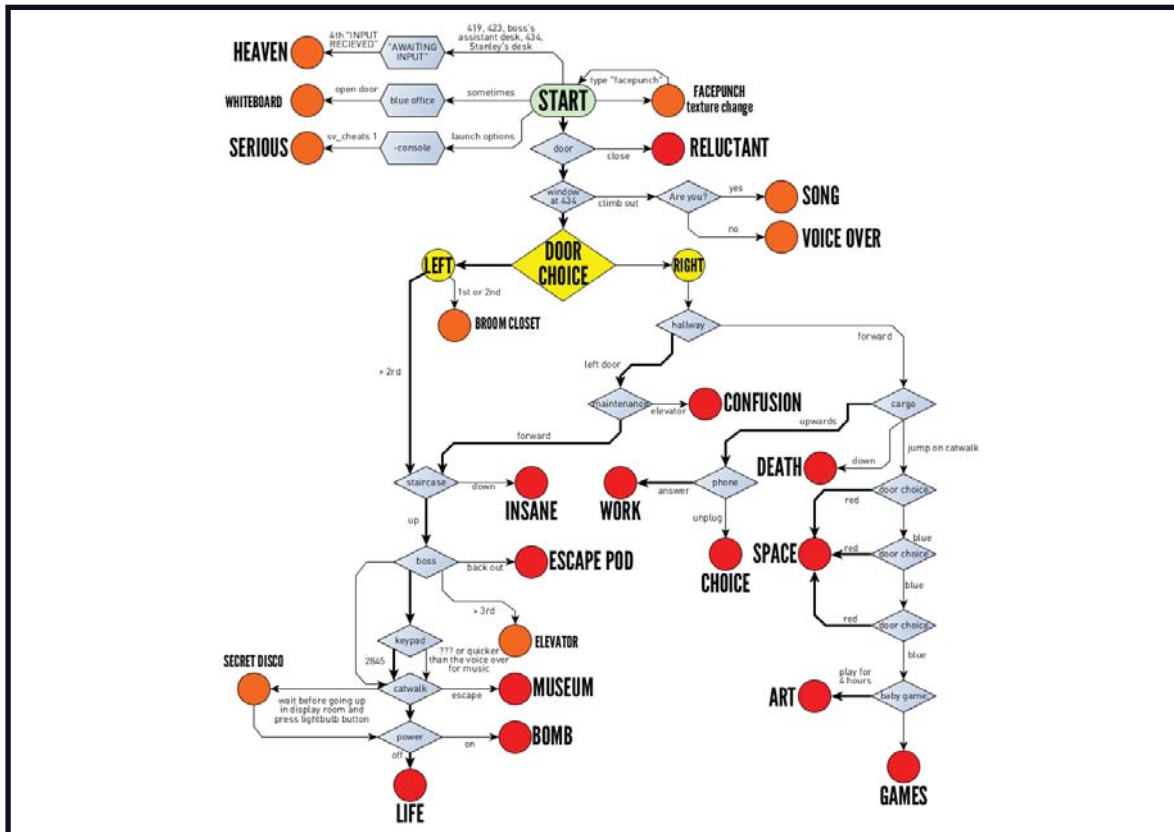 HEAVEN
4th "INPUT
RECIEVED"
"AWAITING
INPUT"
419, 423, boss's
assistant desk, 434,
Stanley's desk
WHITEBOARD
open door
blue office
sometimes
START
type "facepunch"
FACEPUNCH
texture change
SERIOUS
sv_cheats 1
-console
launch options
door
close
RELUCTANT
window
at 434
climb out
Are you?
yes
SONG
no
VOICE OVER
LEFT
DOOR
CHOICE
RIGHT
1st or 2nd
BROOM CLOSET
hallway
forward
left door
> 2rd
maintenance
elevator
CONFUSION
cargo
upwards
forward
jump on catwalk
down
DEATH
staircase
down
INSANE
WORK
answer
phone
unplug
CHOICE
door choice
red
blue
SPACE
red
door choice
blue
red
door choice
blue
up
boss
back out
ESCAPE POD
> 3rd
ELEVATOR
keypad
2845
??? or quicker
than the voice over
for music
SECRET DISCO
catwalk
escape
MUSEUM
wait before going up
in display room and
press lightbulb button
power
on
BOMB
off
LIFE
play for
4 hours
ART
baby game
GAMES